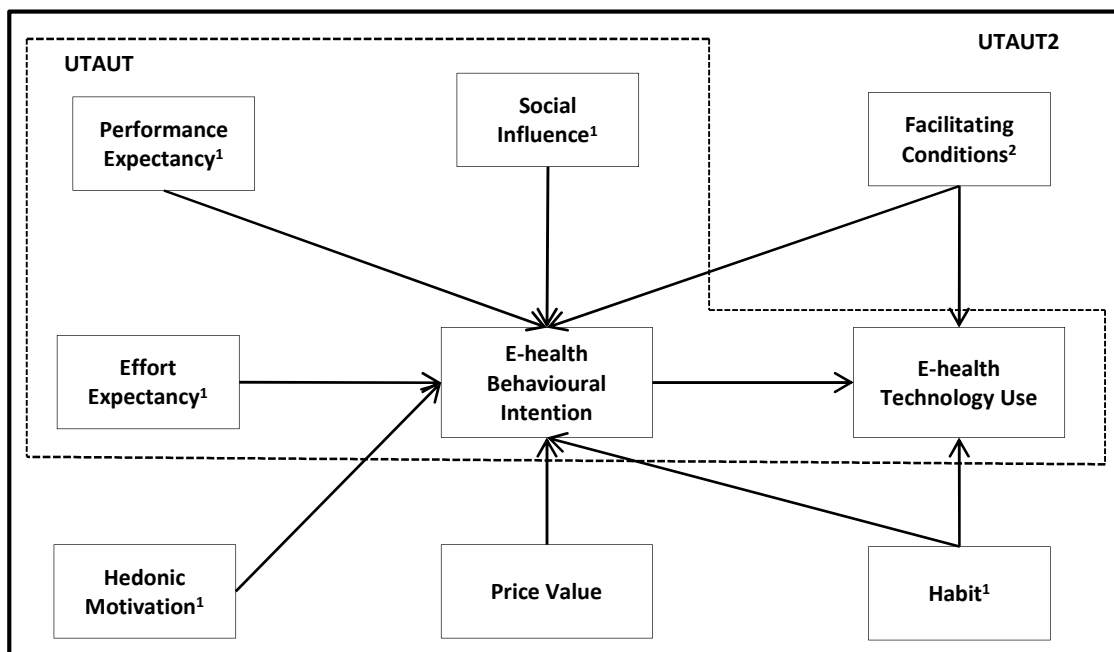 UTAUT
UTAUT2
Performance
Expectancy¹
Social
Influence¹
Facilitating
Conditions²
Effort
Expectancy¹
E-health
Behavioural
Intention
E-health
Technology Use
Hedonic
Motivation¹
Price Value
Habit¹